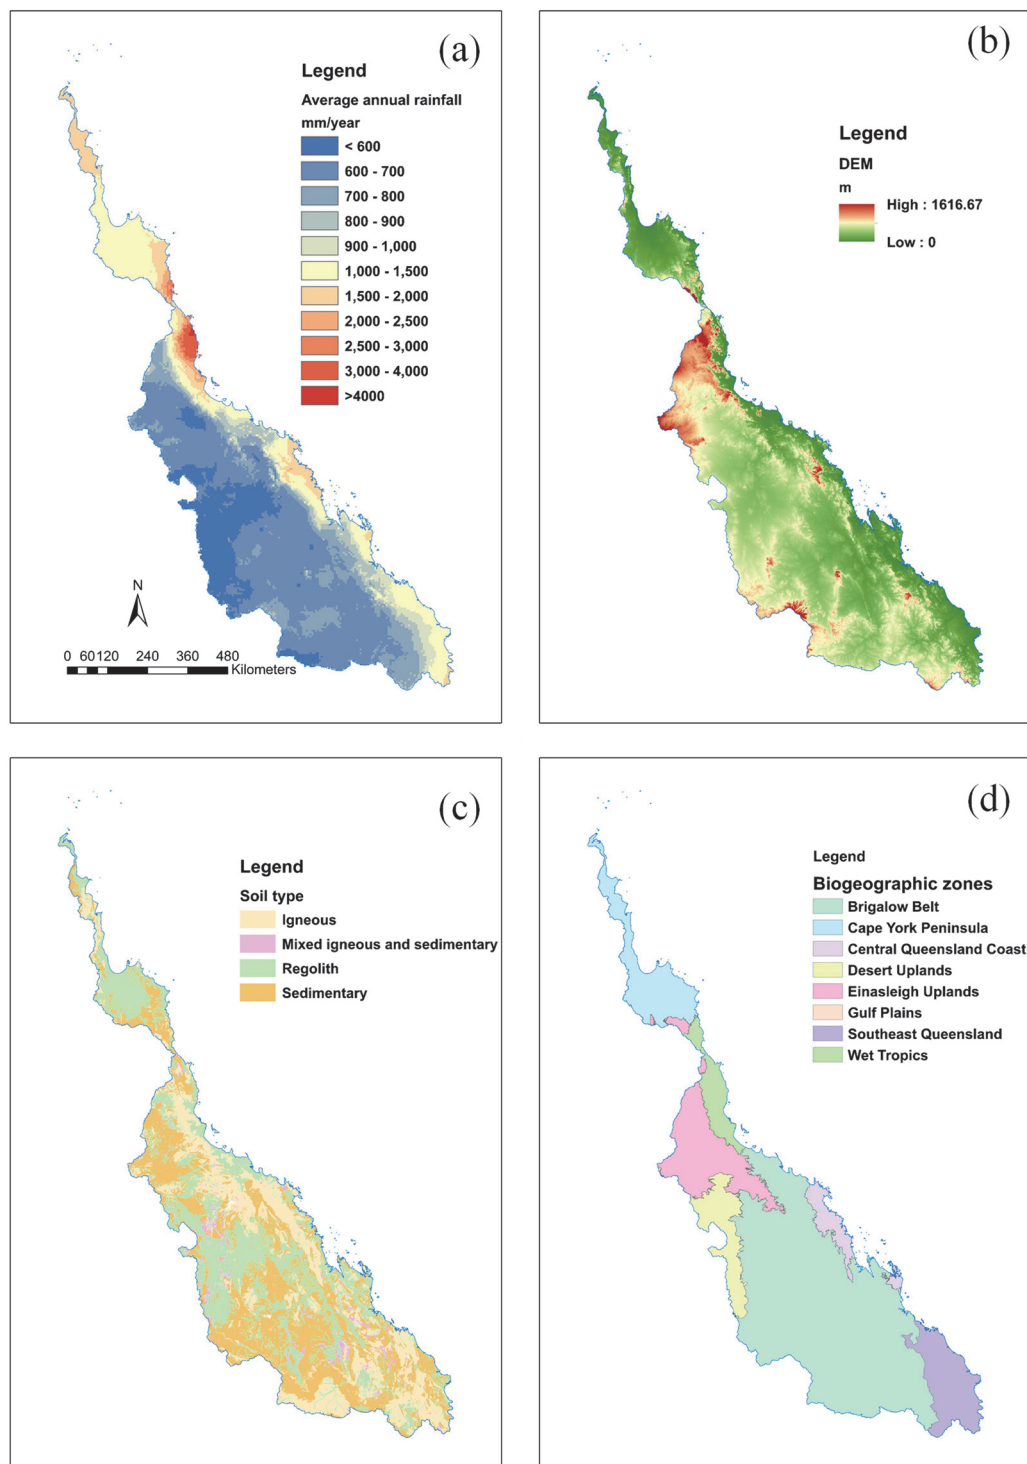 (a)
Legend
Average annual rainfall
mm/year
< 600
600 - 700
700 - 800
800 - 900
900 - 1,000
1,000 - 1,500
1,500 - 2,000
2,000 - 2,500
2,500 - 3,000
3,000 - 4,000
>4000
N
0 60 120 240 360 480
Kilometers
(b)
Legend
DEM
m
High : 1616.67
Low : 0
(c)
Legend
Soil type
Igneous
Mixed igneous and sedimentary
Regolith
Sedimentary
(d)
Legend
Biogeographic zones
Brigalow Belt
Cape York Peninsula
Central Queensland Coast
Desert Uplands
Einasleigh Uplands
Gulf Plains
Southeast Queensland
Wet Tropics